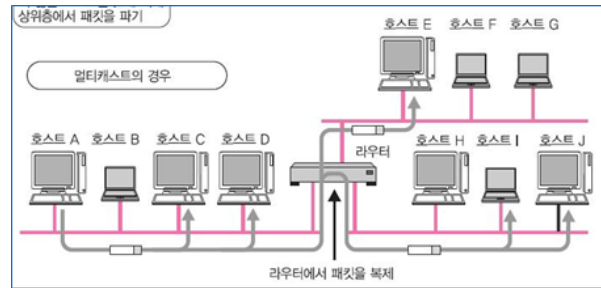 상위층에서 패킷을 파기
멀티캐스트의 경우
호스트 E 호스트 F 호스트 G
호스트 A 호스트 B 호스트 C 호스트 D
라우터
호스트 H 호스트 I 호스트 J
라우터에서 패킷을 복제